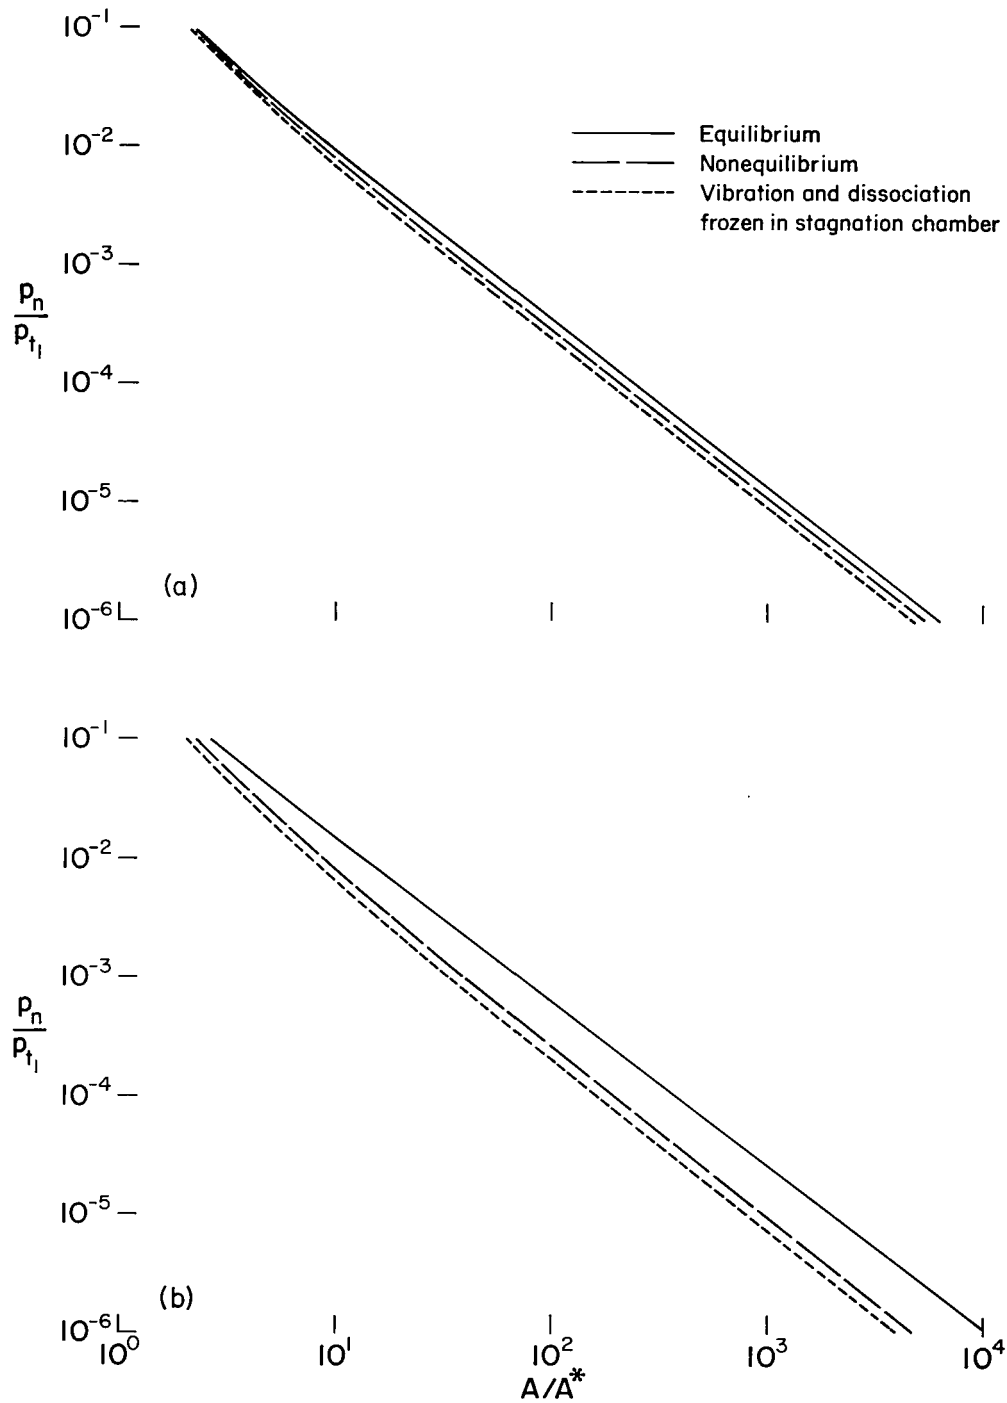 10⁻¹
10⁻²
10⁻³
10⁻⁴
10⁻⁵
10⁻⁶
pₙ
pₜ₁
Equilibrium
Nonequilibrium
Vibration and dissociation
frozen in stagnation chamber
(a)
10⁻¹
10⁻²
10⁻³
10⁻⁴
10⁻⁵
10⁻⁶
pₙ
pₜ₁
(b)
10⁰ 10¹ 10² 10³ 10⁴
A/A*